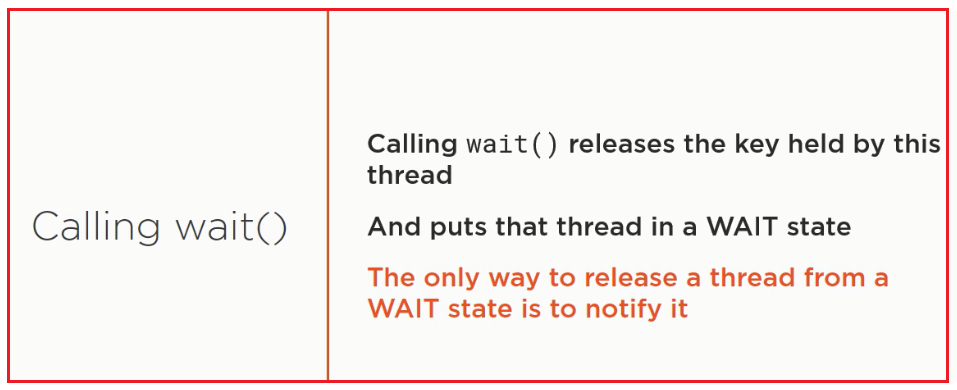 Calling wait()
Calling wait() releases the key held by this
thread
And puts that thread in a WAIT state
The only way to release a thread from a
WAIT state is to notify it